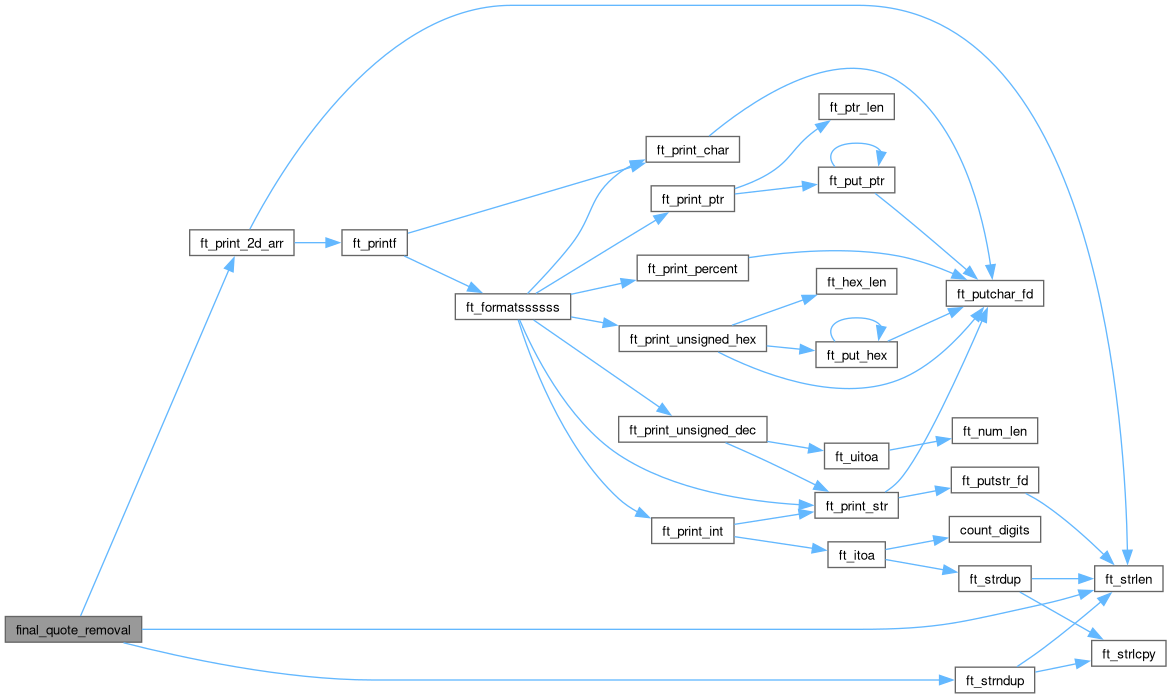 final_quote_removal
ft_print_2d_arr
ft_printf
ft_formatssssss
ft_print_char
ft_print_ptr
ft_print_percent
ft_print_unsigned_hex
ft_print_unsigned_dec
ft_print_int
ft_ptr_len
ft_put_ptr
ft_hex_len
ft_put_hex
ft_uitoa
ft_print_str
ft_itoa
ft_putchar_fd
ft_num_len
ft_putstr_fd
count_digits
ft_strdup
ft_strndup
ft_strlen
ft_strlcpy